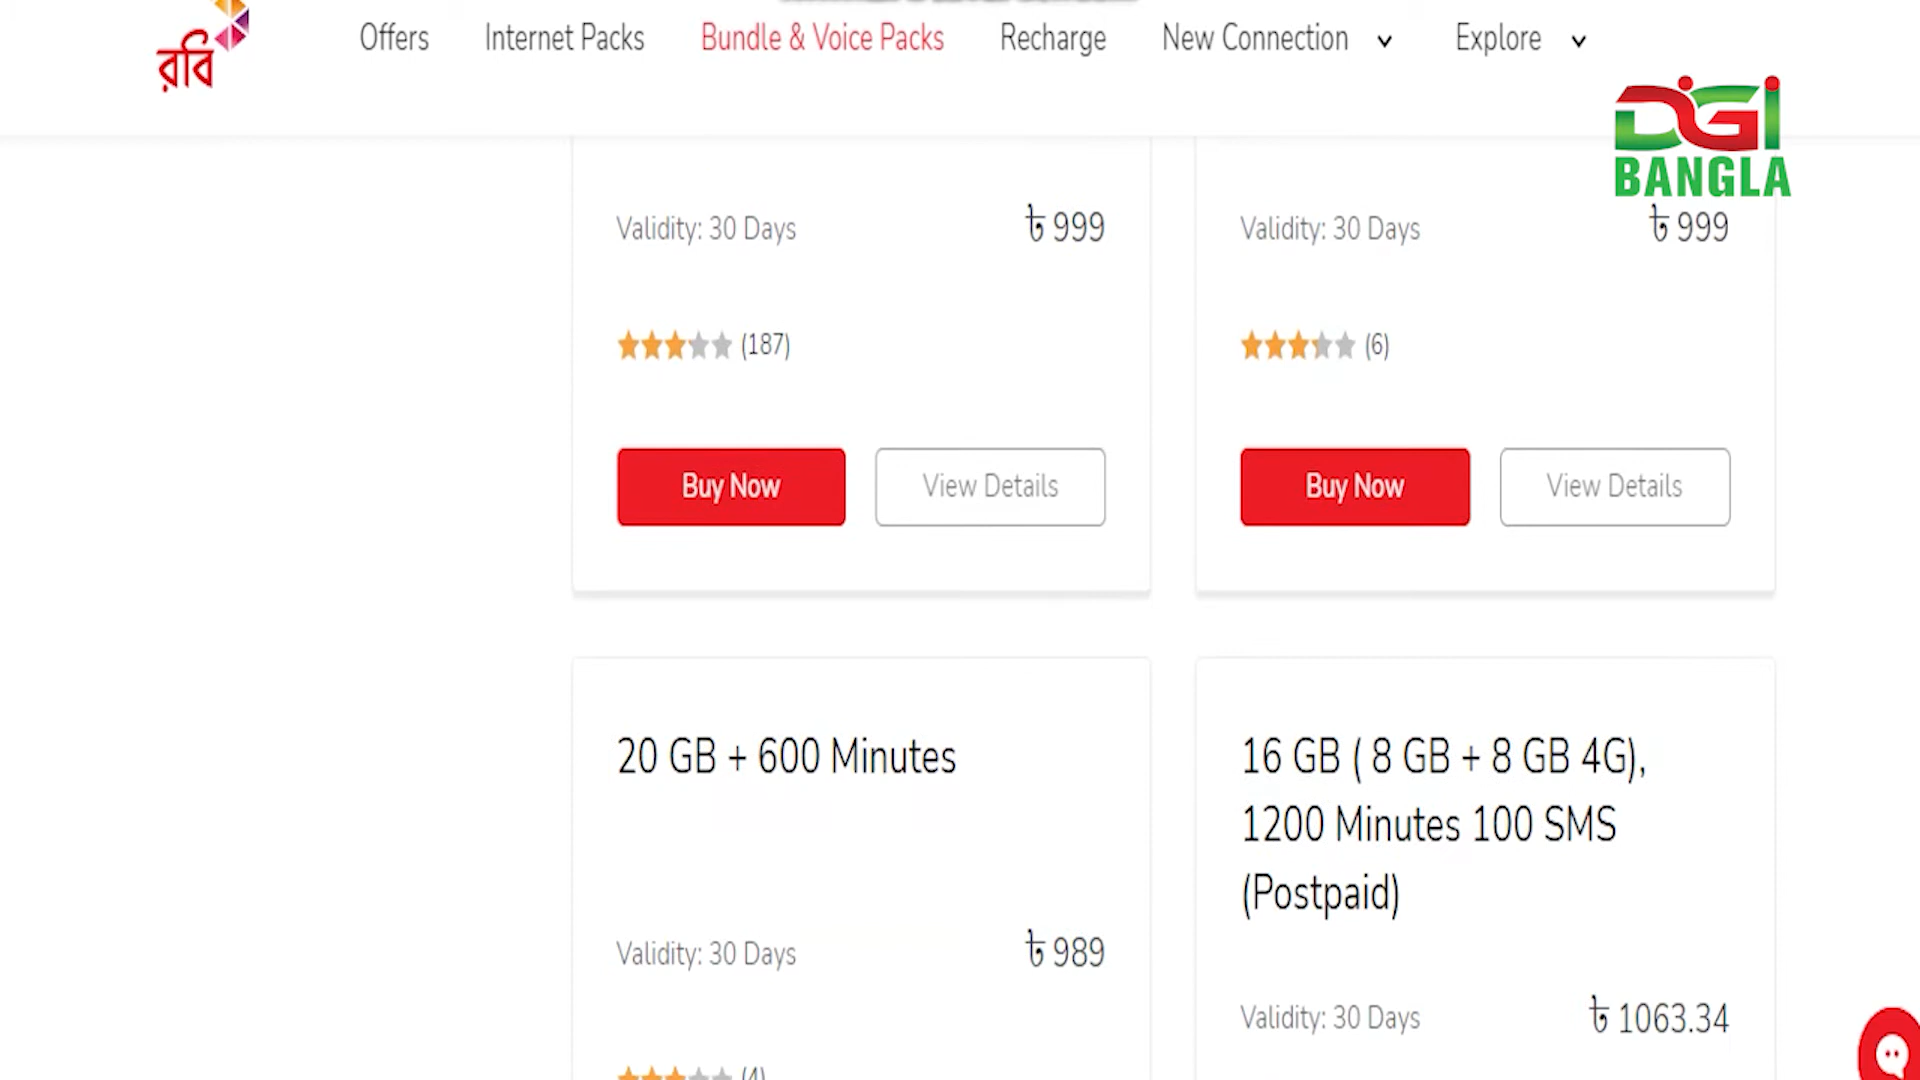 রবি
Offers Internet Packs Bundle & Voice Packs Recharge New Connection Explore
DIGI
BANGLA
Validity: 30 Days ৳ 999
Validity: 30 Days ৳ 999
(187)
(6)
Buy Now View Details
Buy Now View Details
20 GB + 600 Minutes
Validity: 30 Days ৳ 989
(4)
16 GB ( 8 GB + 8 GB 4G),
1200 Minutes 100 SMS
(Postpaid)
Validity: 30 Days ৳ 1063.34